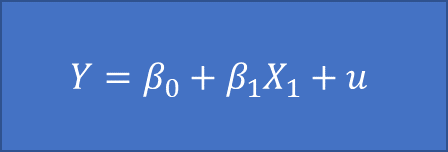 Y = β₀ + β₁X₁ + u